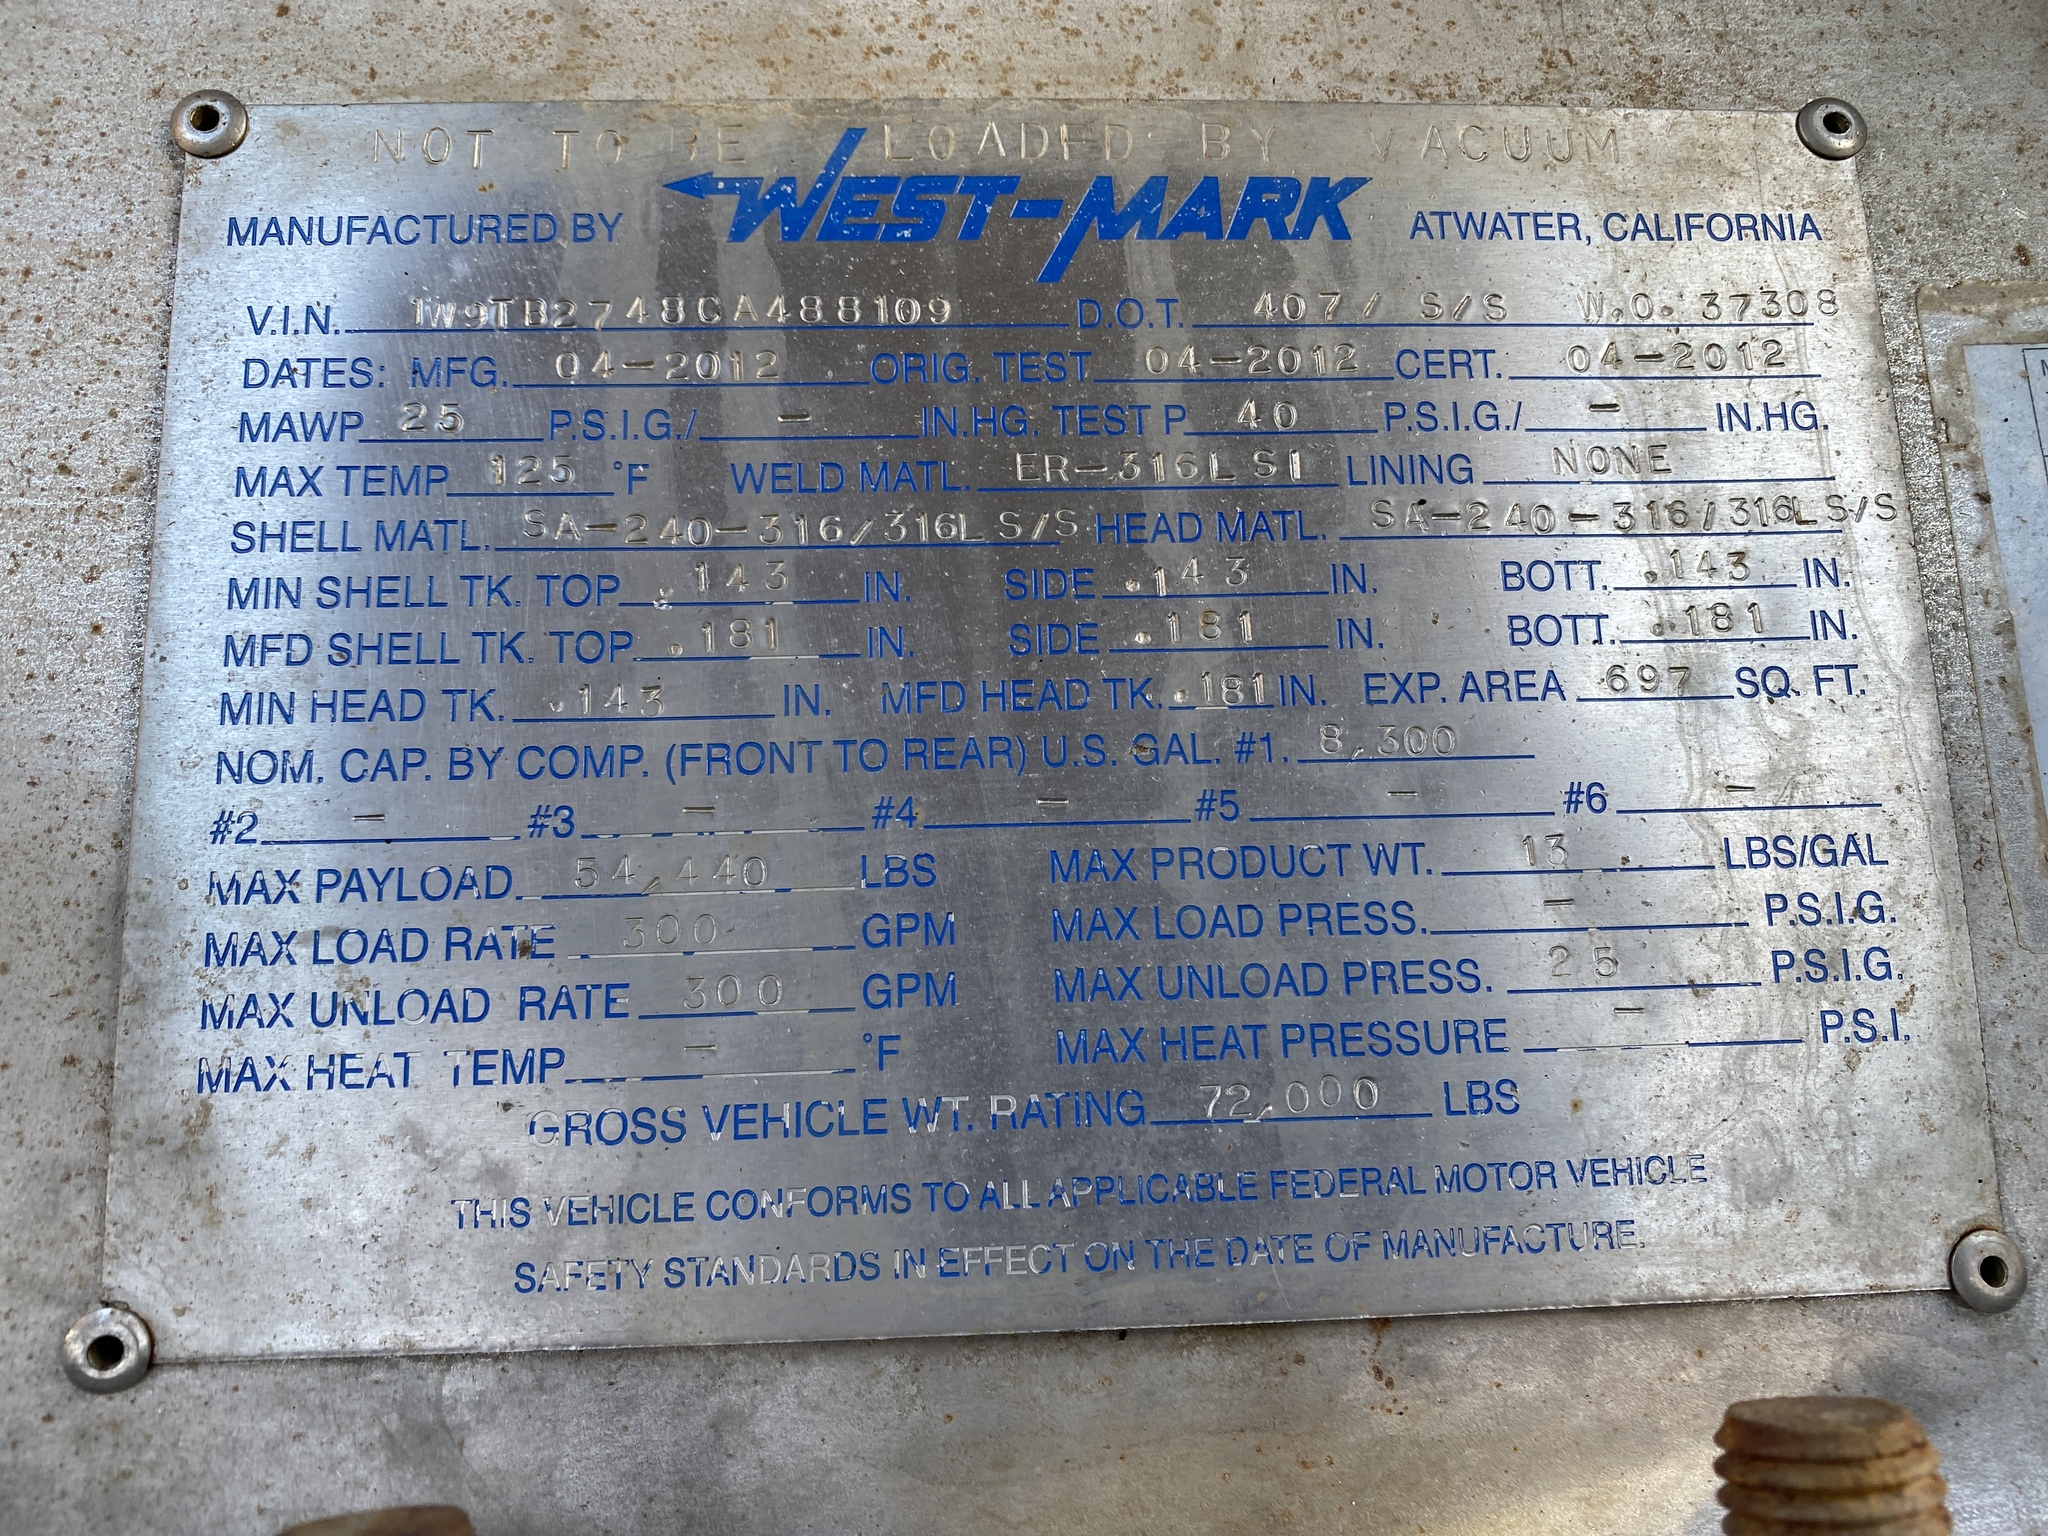 NOT TO BE LOADED BY VACUUM
MANUFACTURED BY WEST-MARK ATWATER, CALIFORNIA
V.I.N. 1W9TB2748CA488109 D.O.T. 407/ S/S W.O. 37308
DATES: MFG. 04-2012 ORIG. TEST 04-2012 CERT. 04-2012
MAWP 25 P.S.I.G./ - IN.HG. TEST P 40 P.S.I.G./ - IN.HG.
MAX TEMP 125 °F WELD MATL. ER-316L SI LINING NONE
SHELL MATL. SA-240-316/316L S/S HEAD MATL. SA-240-316/316L S/S
MIN SHELL TK. TOP .143 IN. SIDE .143 IN. BOTT. .143 IN.
MFD SHELL TK. TOP .181 IN. SIDE .181 IN. BOTT. .181 IN.
MIN HEAD TK. .143 IN. MFD HEAD TK. .181 IN. EXP. AREA 697 SQ. FT.
NOM. CAP. BY COMP. (FRONT TO REAR) U.S. GAL. #1. 8,300
#2 - #3 - #4 - #5 - #6 -
MAX PAYLOAD. 54,440 LBS MAX PRODUCT WT. 13 LBS/GAL
MAX LOAD RATE 300 GPM MAX LOAD PRESS. - P.S.I.G.
MAX UNLOAD RATE 300 GPM MAX UNLOAD PRESS. 25 P.S.I.G.
MAX HEAT TEMP - °F MAX HEAT PRESSURE - P.S.I.
GROSS VEHICLE WT. RATING 72,000 LBS
THIS VEHICLE CONFORMS TO ALL APPLICABLE FEDERAL MOTOR VEHICLE
SAFETY STANDARDS IN EFFECT ON THE DATE OF MANUFACTURE.